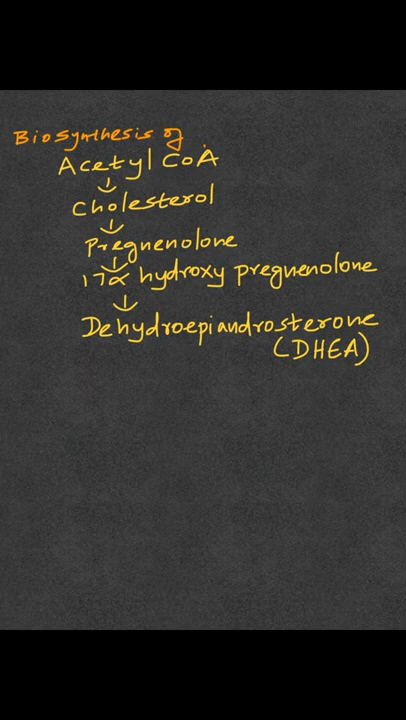 Biosynthesis of
Acetyl CoA
↓
Cholesterol
↓
Pregnenolone
↓
17α hydroxy pregnenolone
↓
Dehydroepiandrosterone
(DHEA)